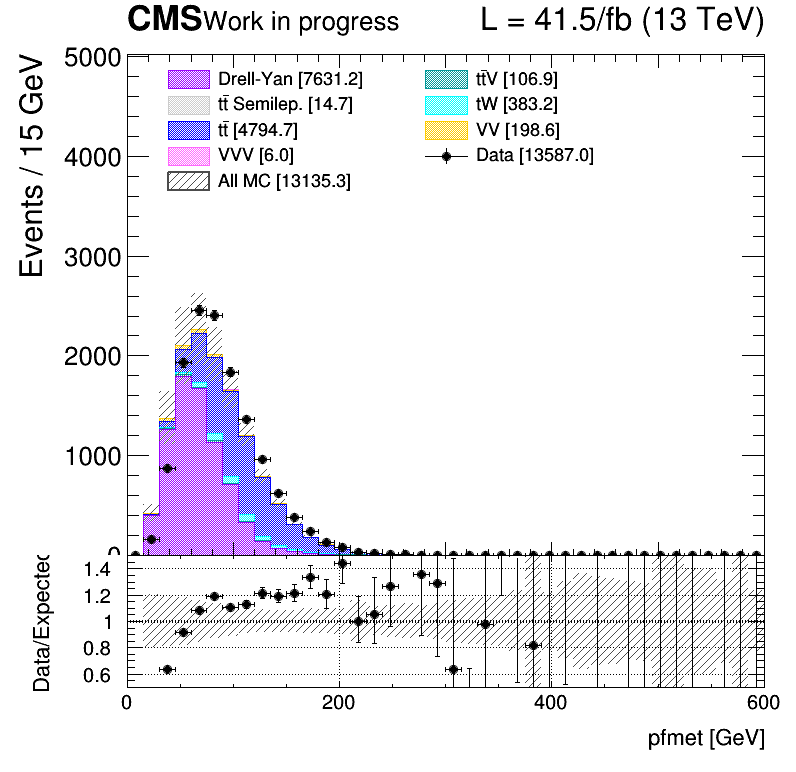 CMS Work in progress L = 41.5/fb (13 TeV)
Events / 15 GeV
5000
4000
3000
2000
1000
0
Drell-Yan [7631.2]
tt̄ Semilep. [14.7]
tt̄ [4794.7]
VVV [6.0]
All MC [13135.3]
tt̄V [106.9]
tW [383.2]
VV [198.6]
Data [13587.0]
Data/Expected
1.4
1.2
1
0.8
0.6
0 200 400 600
pfmet [GeV]